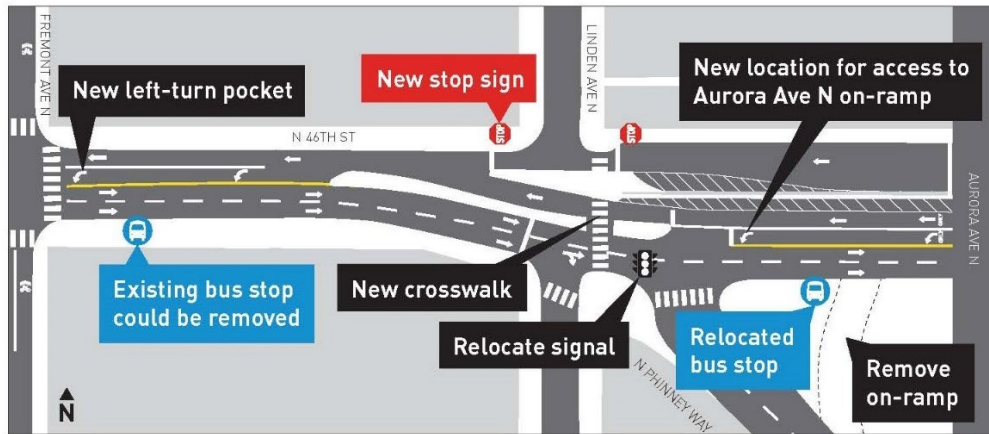 FREMONT AVE N
LINDEN AVE N
AURORA AVE N
New left-turn pocket
New stop sign
New location for access to
Aurora Ave N on-ramp
N 46TH ST
STOP
STOP
Existing bus stop
could be removed
New crosswalk
Relocate signal
Relocated
bus stop
Remove
on-ramp
N PHINNEY WAY
N